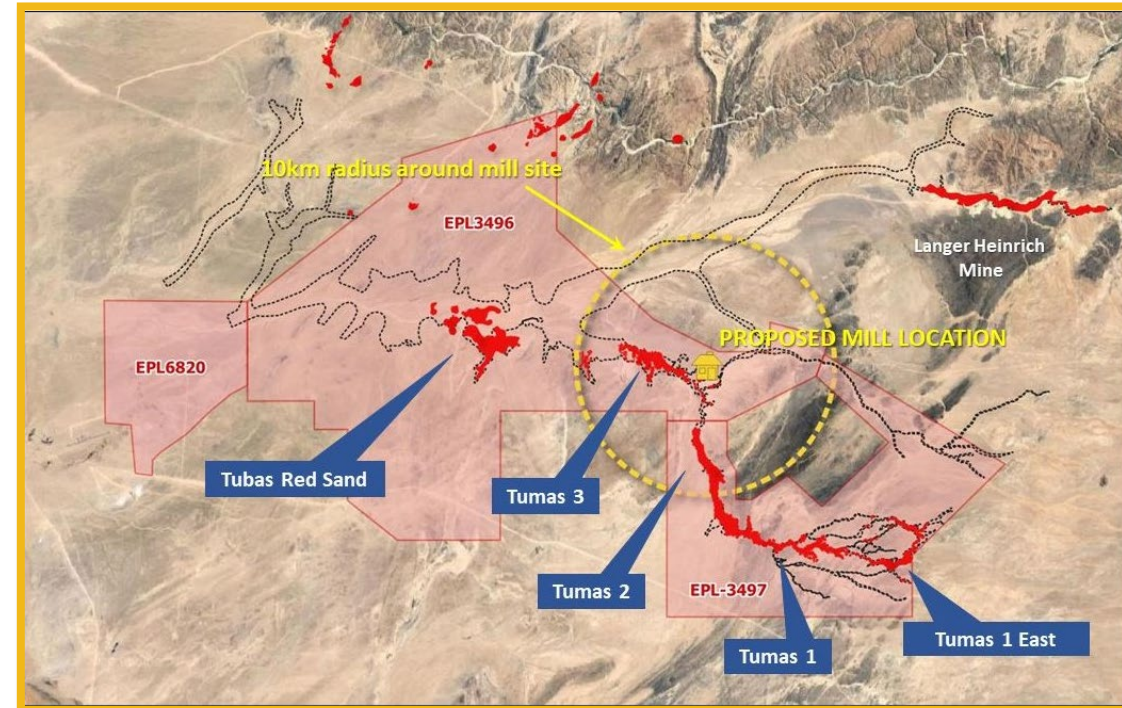 10km radius around mill site
EPL3496
Langer Heinrich
Mine
PROPOSED MILL LOCATION
EPL6820
Tubas Red Sand
Tumas 3
Tumas 2
EPL-3497
Tumas 1
Tumas 1 East